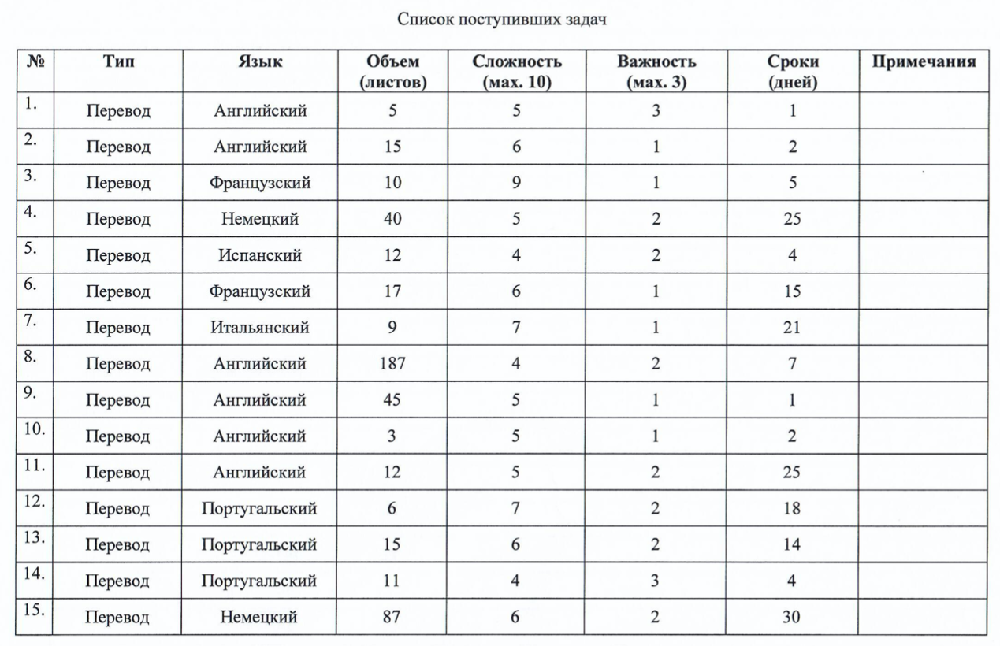 Список поступивших задач
№ Тип Язык Объем (листов) Сложность (мах. 10) Важность (мах. 3) Сроки (дней) Примечания
1. Перевод Английский 5 5 3 1
2. Перевод Английский 15 6 1 2
3. Перевод Французский 10 9 1 5
4. Перевод Немецкий 40 5 2 25
5. Перевод Испанский 12 4 2 4
6. Перевод Французский 17 6 1 15
7. Перевод Итальянский 9 7 1 21
8. Перевод Английский 187 4 2 7
9. Перевод Английский 45 5 1 1
10. Перевод Английский 3 5 1 2
11. Перевод Английский 12 5 2 25
12. Перевод Португальский 6 7 2 18
13. Перевод Португальский 15 6 2 14
14. Перевод Португальский 11 4 3 4
15. Перевод Немецкий 87 6 2 30